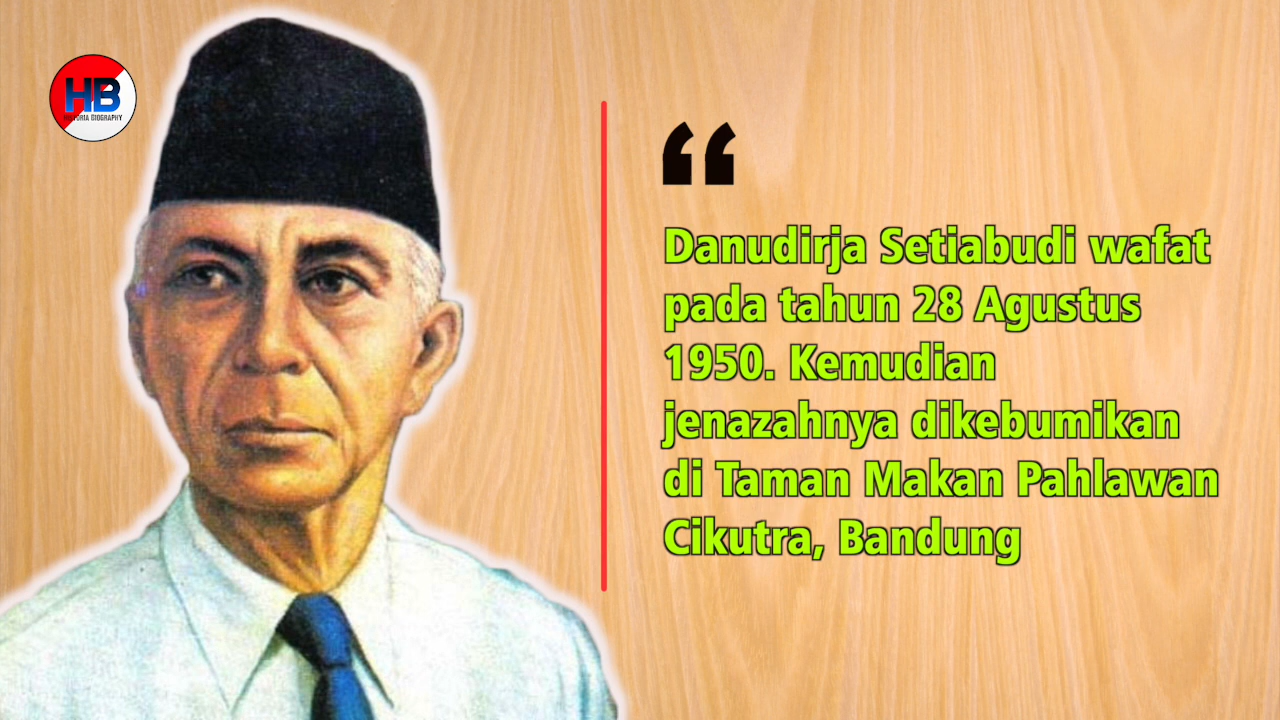 HB
HISTORIA BIOGRAPHY
“
Danudirja Setiabudi wafat
pada tahun 28 Agustus
1950. Kemudian
jenazahnya dikebumikan
di Taman Makan Pahlawan
Cikutra, Bandung